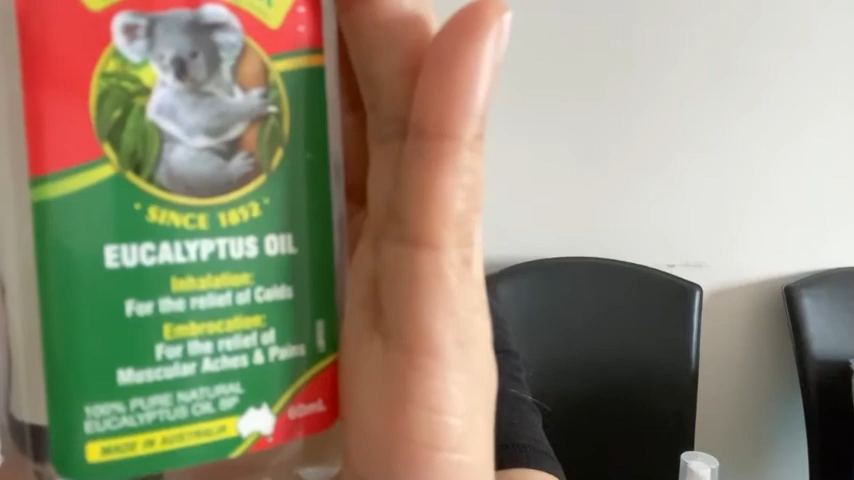 SINCE 1852
EUCALYPTUS OIL
Inhalation:
For the relief of Colds
Embrocation:
For the relief of
Muscular Aches & Pains
100% PURE NATURAL
EUCALYPTUS OIL BP
MADE IN AUSTRALIA
60mL